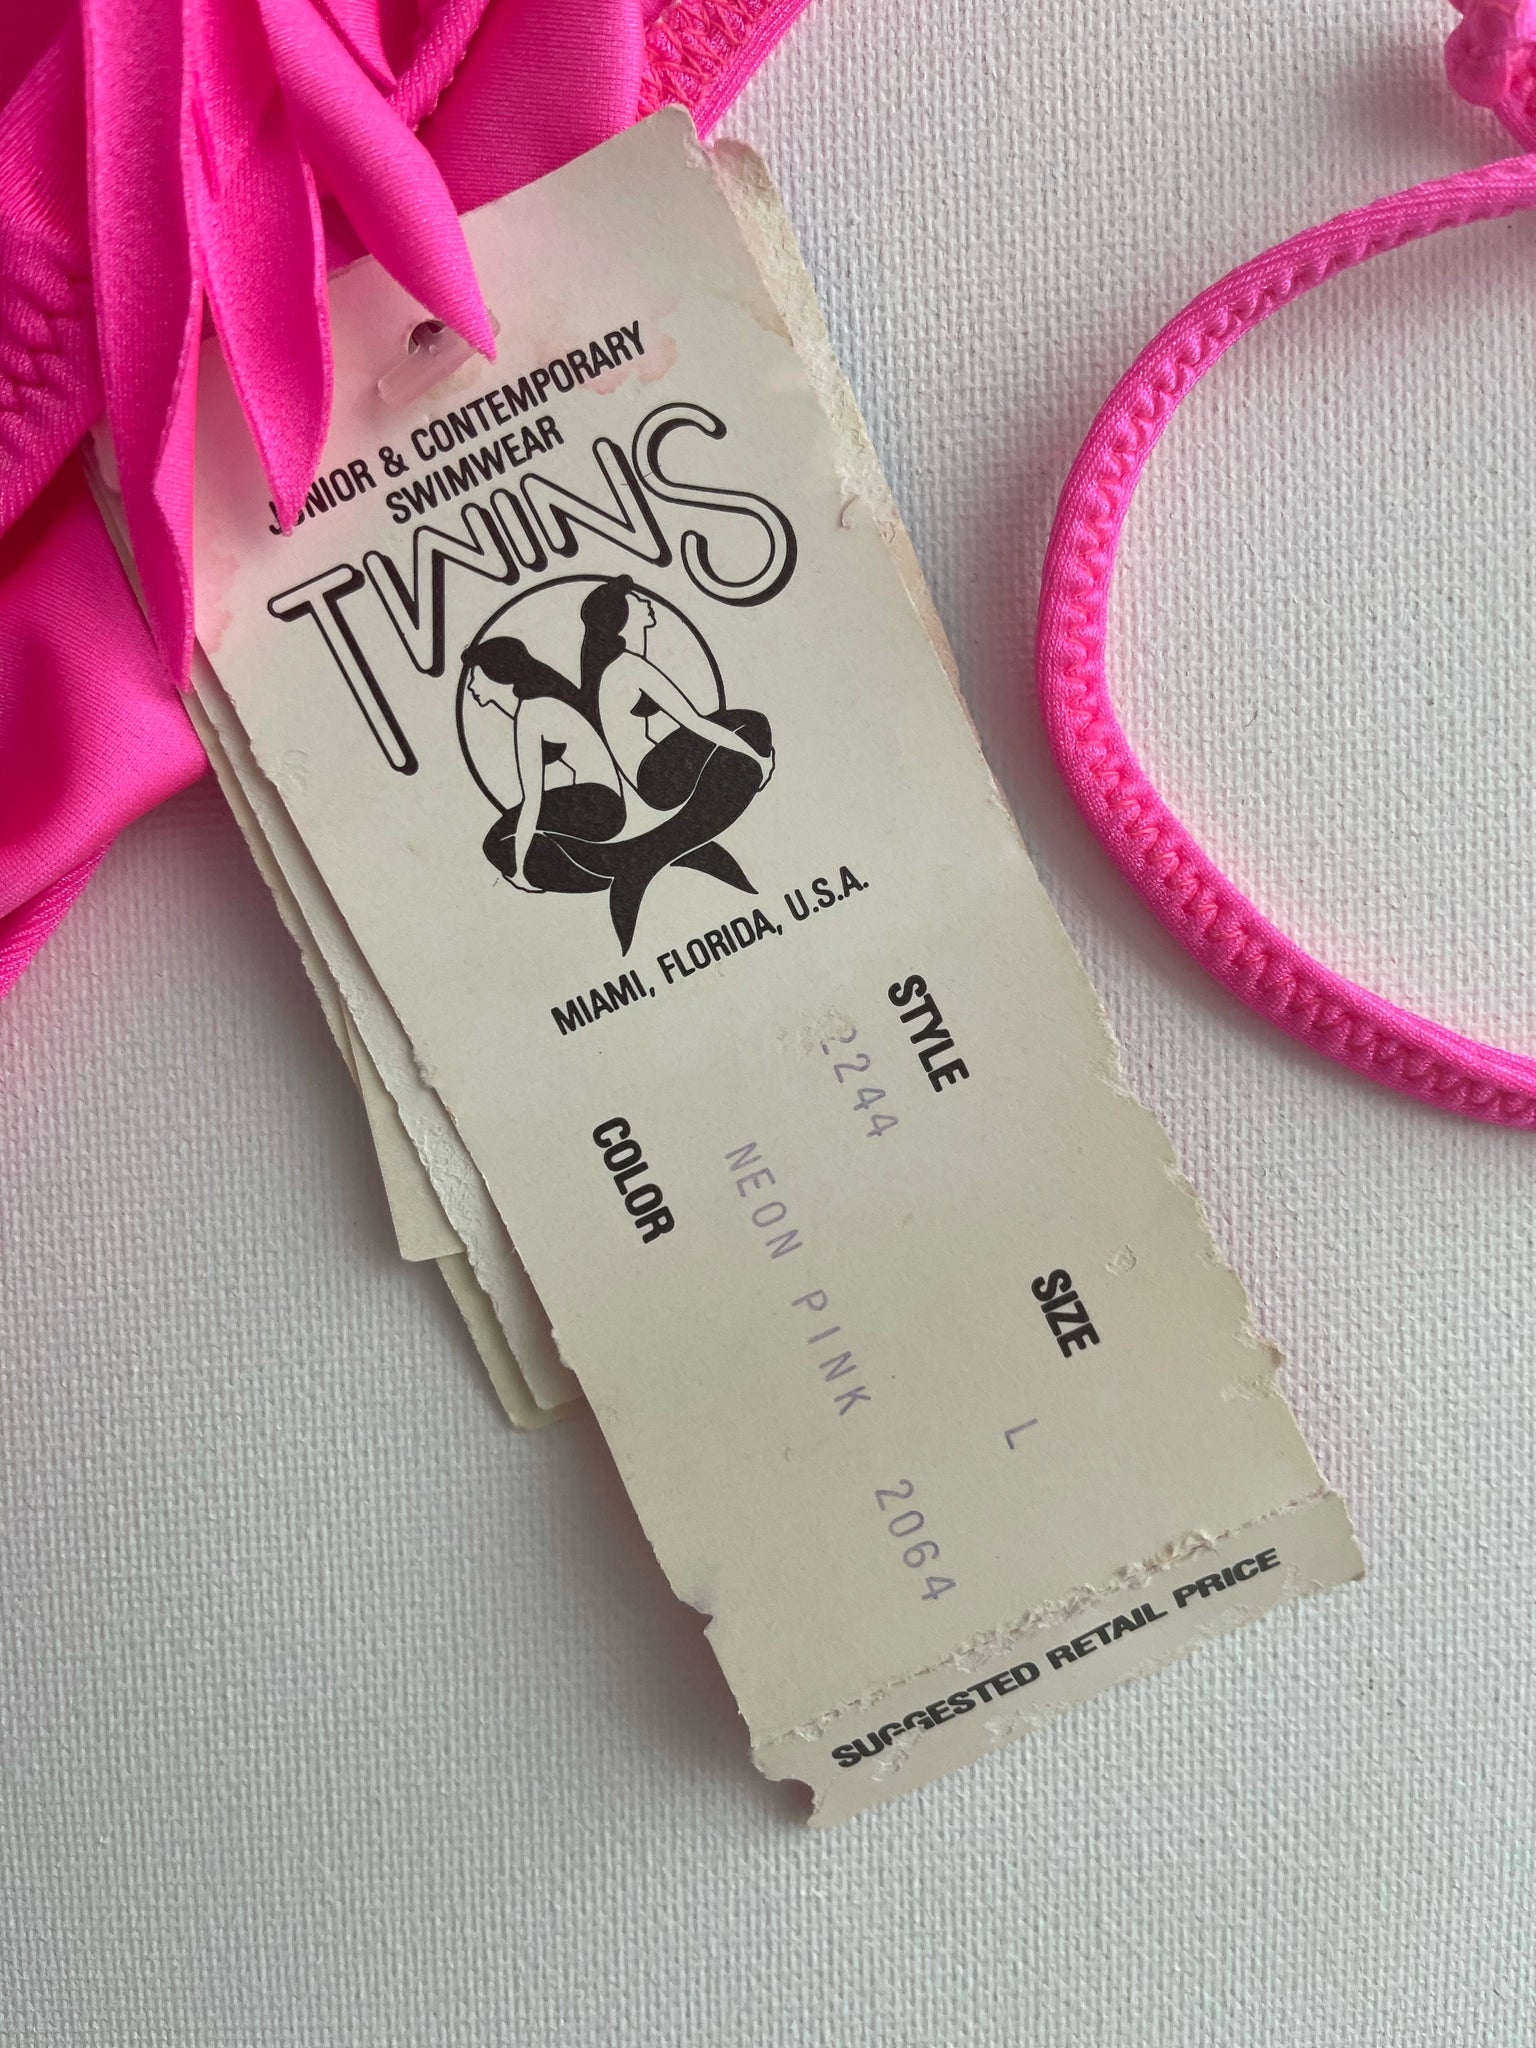 JUNIOR & CONTEMPORARY
SWIMWEAR
TWINS
MIAMI, FLORIDA, U.S.A.
STYLE
2244
COLOR
NEON PINK 2064
SIZE
L
SUGGESTED RETAIL PRICE